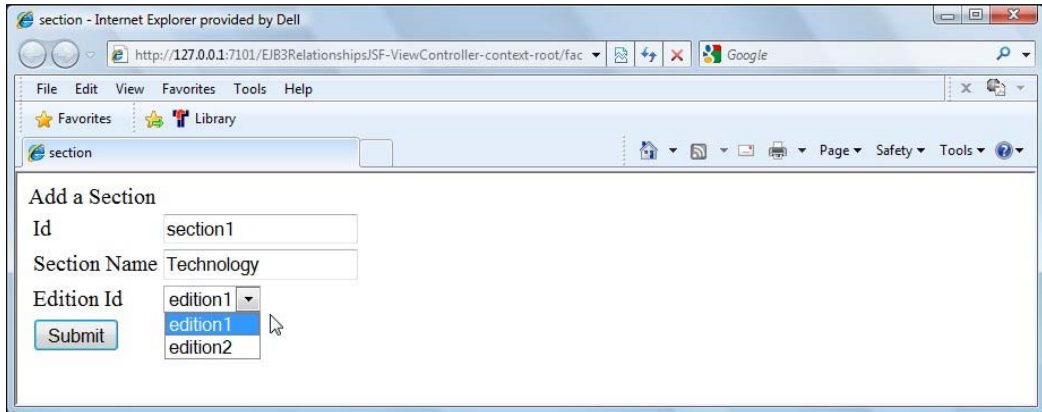 section - Internet Explorer provided by Dell
http://127.0.0.1:7101/EJB3RelationshipsJSF-ViewController-context-root/fac
Google
File Edit View Favorites Tools Help
Favorites Library
section
Page Safety Tools
Add a Section
Id section1
Section Name Technology
Edition Id edition1
edition1
Submit
edition2